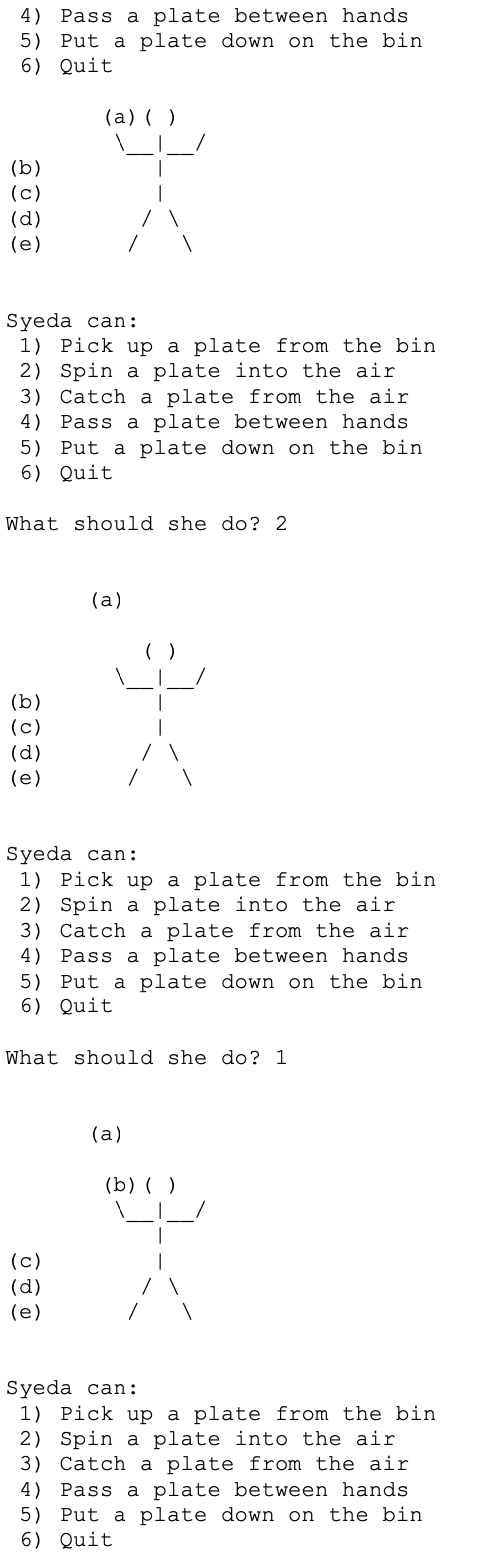 4) Pass a plate between hands
 5) Put a plate down on the bin
 6) Quit

       (a)( )
        \__|__/
(b)        |
(c)        |
(d)       / \
(e)      /   \

Syeda can:
 1) Pick up a plate from the bin
 2) Spin a plate into the air
 3) Catch a plate from the air
 4) Pass a plate between hands
 5) Put a plate down on the bin
 6) Quit

What should she do? 2

      (a)

          ( )
        \__|__/
(b)        |
(c)        |
(d)       / \
(e)      /   \

Syeda can:
 1) Pick up a plate from the bin
 2) Spin a plate into the air
 3) Catch a plate from the air
 4) Pass a plate between hands
 5) Put a plate down on the bin
 6) Quit

What should she do? 1

      (a)

       (b)( )
        \__|__/
           |
(c)        |
(d)       / \
(e)      /   \

Syeda can:
 1) Pick up a plate from the bin
 2) Spin a plate into the air
 3) Catch a plate from the air
 4) Pass a plate between hands
 5) Put a plate down on the bin
 6) Quit